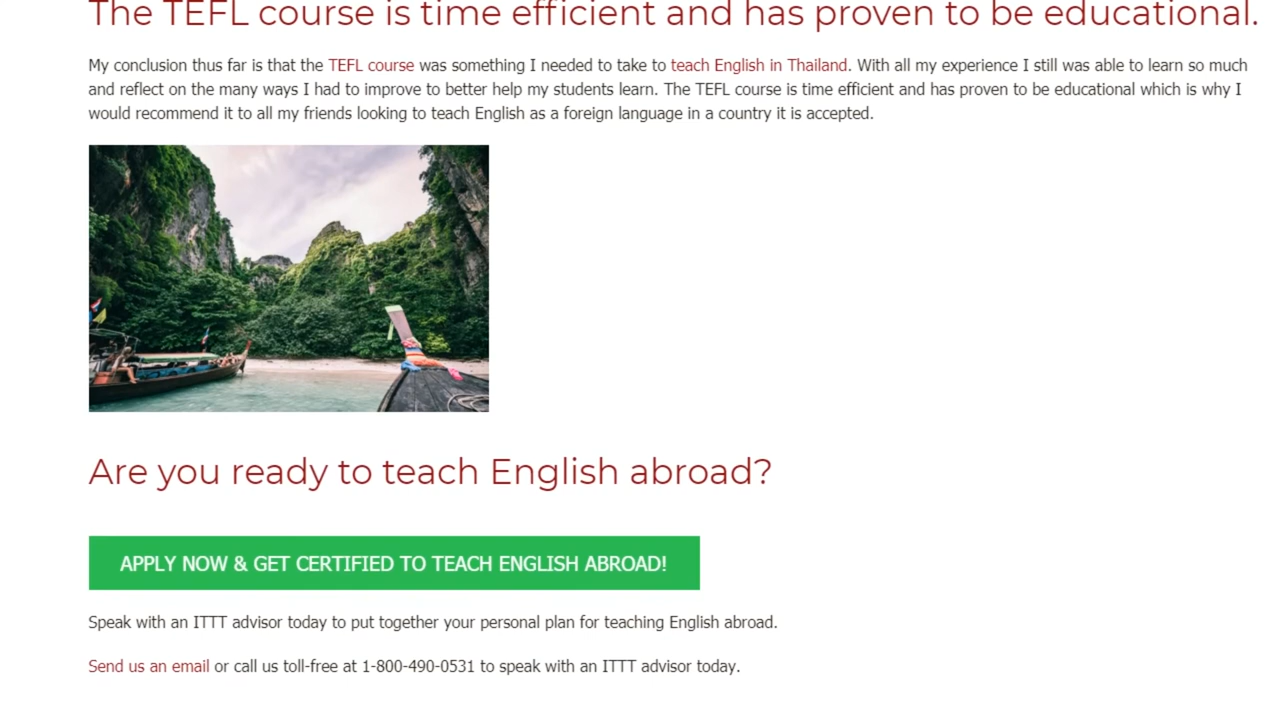 The TEFL course is time efficient and has proven to be educational.
My conclusion thus far is that the TEFL course was something I needed to take to teach English in Thailand. With all my experience I still was able to learn so much
and reflect on the many ways I had to improve to better help my students learn. The TEFL course is time efficient and has proven to be educational which is why I
would recommend it to all my friends looking to teach English as a foreign language in a country it is accepted.
Are you ready to teach English abroad?
APPLY NOW & GET CERTIFIED TO TEACH ENGLISH ABROAD!
Speak with an ITTT advisor today to put together your personal plan for teaching English abroad.
Send us an email or call us toll-free at 1-800-490-0531 to speak with an ITTT advisor today.